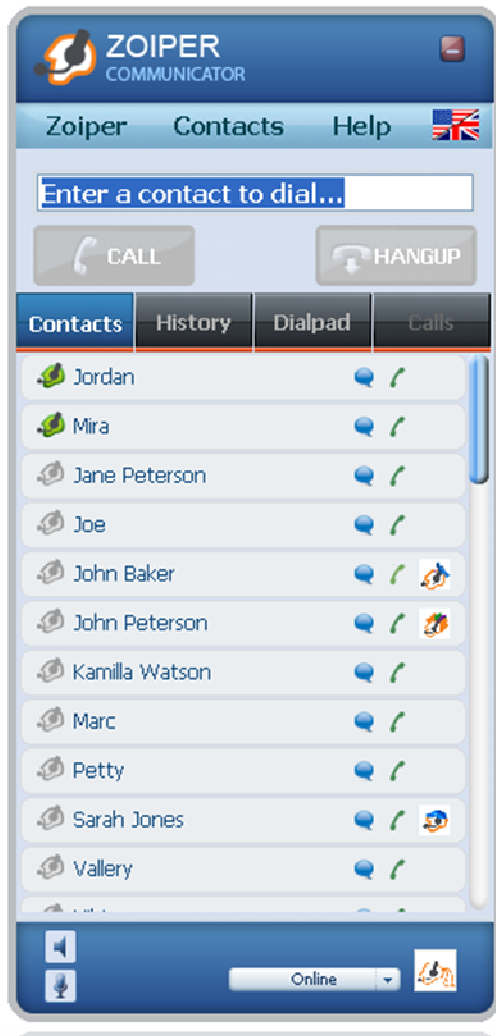 ZOIPER
COMMUNICATOR
Zoiper Contacts Help
Enter a contact to dial...
CALL HANGUP
Contacts History Dialpad Calls
Jordan
Mira
Jane Peterson
Joe
John Baker
John Peterson
Kamilla Watson
Marc
Petty
Sarah Jones
Vallery
Online